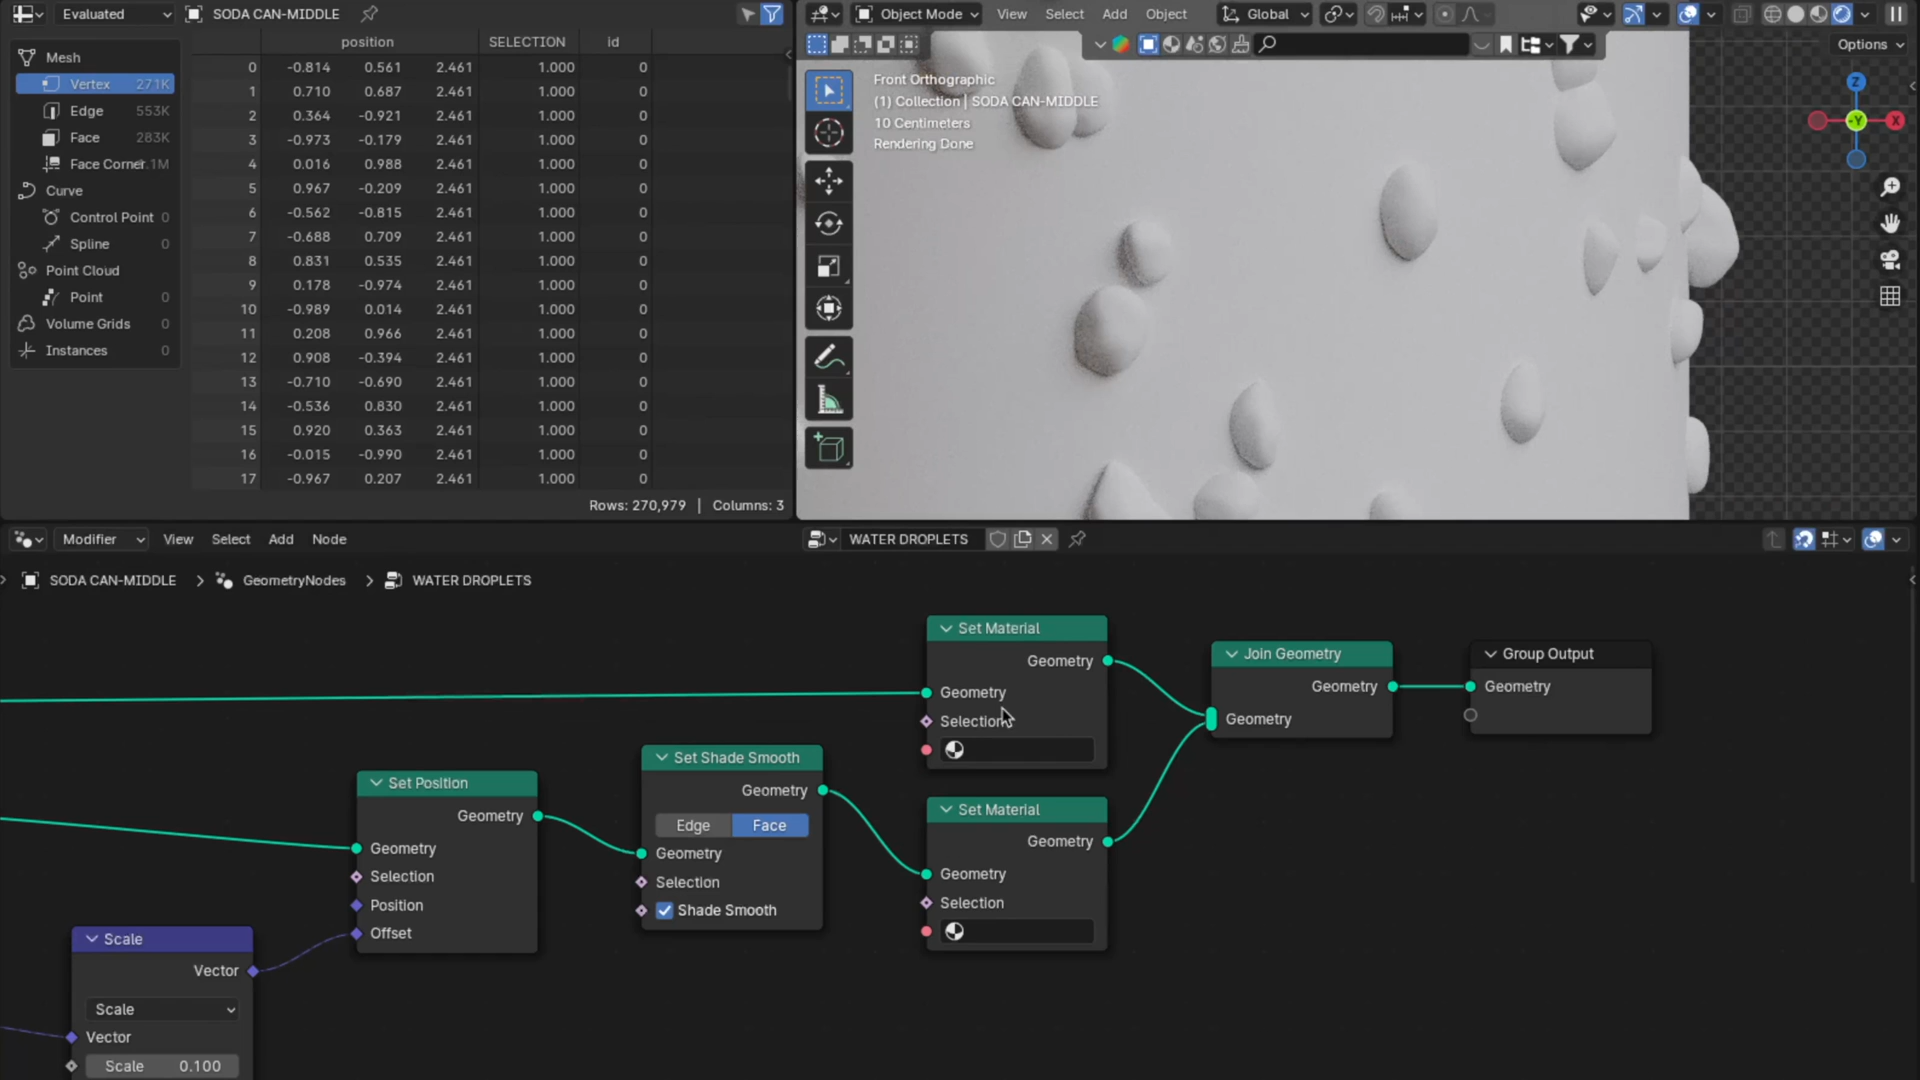 Evaluated SODA CAN-MIDDLE
Mesh
Vertex 271K
Edge 553K
Face 283K
Face Corner 1.1M
Curve
Control Point 0
Spline 0
Point Cloud
Point 0
Volume Grids 0
Instances 0
position SELECTION id
0 -0.814 0.561 2.461 1.000 0
1 0.710 0.687 2.461 1.000 0
2 0.364 -0.921 2.461 1.000 0
3 -0.973 -0.179 2.461 1.000 0
4 0.016 0.988 2.461 1.000 0
5 0.967 -0.209 2.461 1.000 0
6 -0.562 -0.815 2.461 1.000 0
7 -0.688 0.709 2.461 1.000 0
8 0.831 0.535 2.461 1.000 0
9 0.178 -0.974 2.461 1.000 0
10 -0.989 0.014 2.461 1.000 0
11 0.208 0.966 2.461 1.000 0
12 0.908 -0.394 2.461 1.000 0
13 -0.710 -0.690 2.461 1.000 0
14 -0.536 0.830 2.461 1.000 0
15 0.920 0.363 2.461 1.000 0
16 -0.015 -0.990 2.461 1.000 0
17 -0.967 0.207 2.461 1.000 0
Rows: 270,979 | Columns: 3
Object Mode View Select Add Object Global
Options
Front Orthographic
(1) Collection | SODA CAN-MIDDLE
10 Centimeters
Rendering Done
Z
-Y
X
Modifier View Select Add Node WATER DROPLETS
SODA CAN-MIDDLE > GeometryNodes > WATER DROPLETS
Set Material
Geometry
Geometry
Selection
Join Geometry
Geometry
Geometry
Group Output
Geometry
Set Position
Geometry
Geometry
Selection
Position
Offset
Set Shade Smooth
Geometry
Edge Face
Geometry
Selection
Shade Smooth
Set Material
Geometry
Geometry
Selection
Scale
Vector
Scale
Vector
Scale 0.100